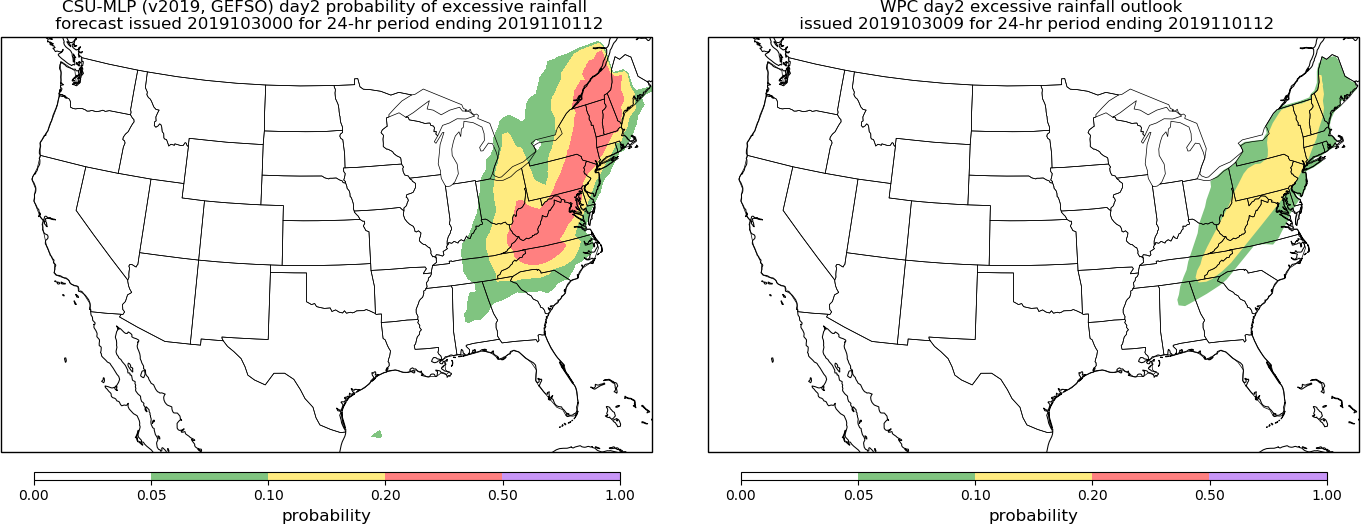 CSU-MLP (v2019, GEFSO) day2 probability of excessive rainfall
forecast issued 2019103000 for 24-hr period ending 2019110112
0.00 0.05 0.10 0.20 0.50 1.00
probability
WPC day2 excessive rainfall outlook
issued 2019103009 for 24-hr period ending 2019110112
0.00 0.05 0.10 0.20 0.50 1.00
probability